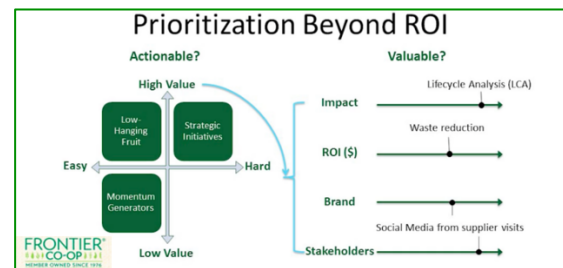 Prioritization Beyond ROI
Actionable?
High Value
Low-
Hanging
Fruit
Strategic
Initiatives
Easy
Hard
Momentum
Generators
Low Value
Valuable?
Lifecycle Analysis (LCA)
Impact
Waste reduction
ROI ($)
Brand
Social Media from supplier visits
Stakeholders
FRONTIER®
CO-OP
MEMBER OWNED SINCE 1976